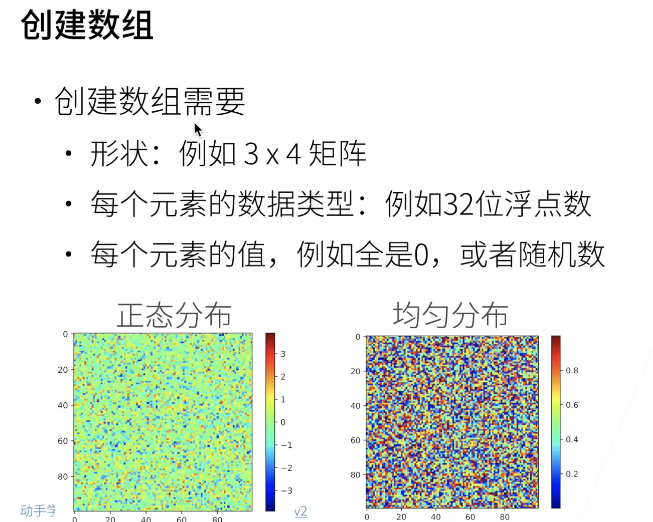 创建数组
• 创建数组需要
• 形状：例如 3 x 4 矩阵
• 每个元素的数据类型：例如32位浮点数
• 每个元素的值，例如全是0，或者随机数
正态分布
均匀分布
0
20
40
60
80
0 20 40 60 80
3
2
1
0
−1
−2
−3
0
20
40
60
80
0 20 40 60 80
0.8
0.6
0.4
0.2
动手学
v2